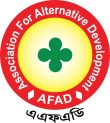 Association For Alternative Development
AFAD
এএফএডি